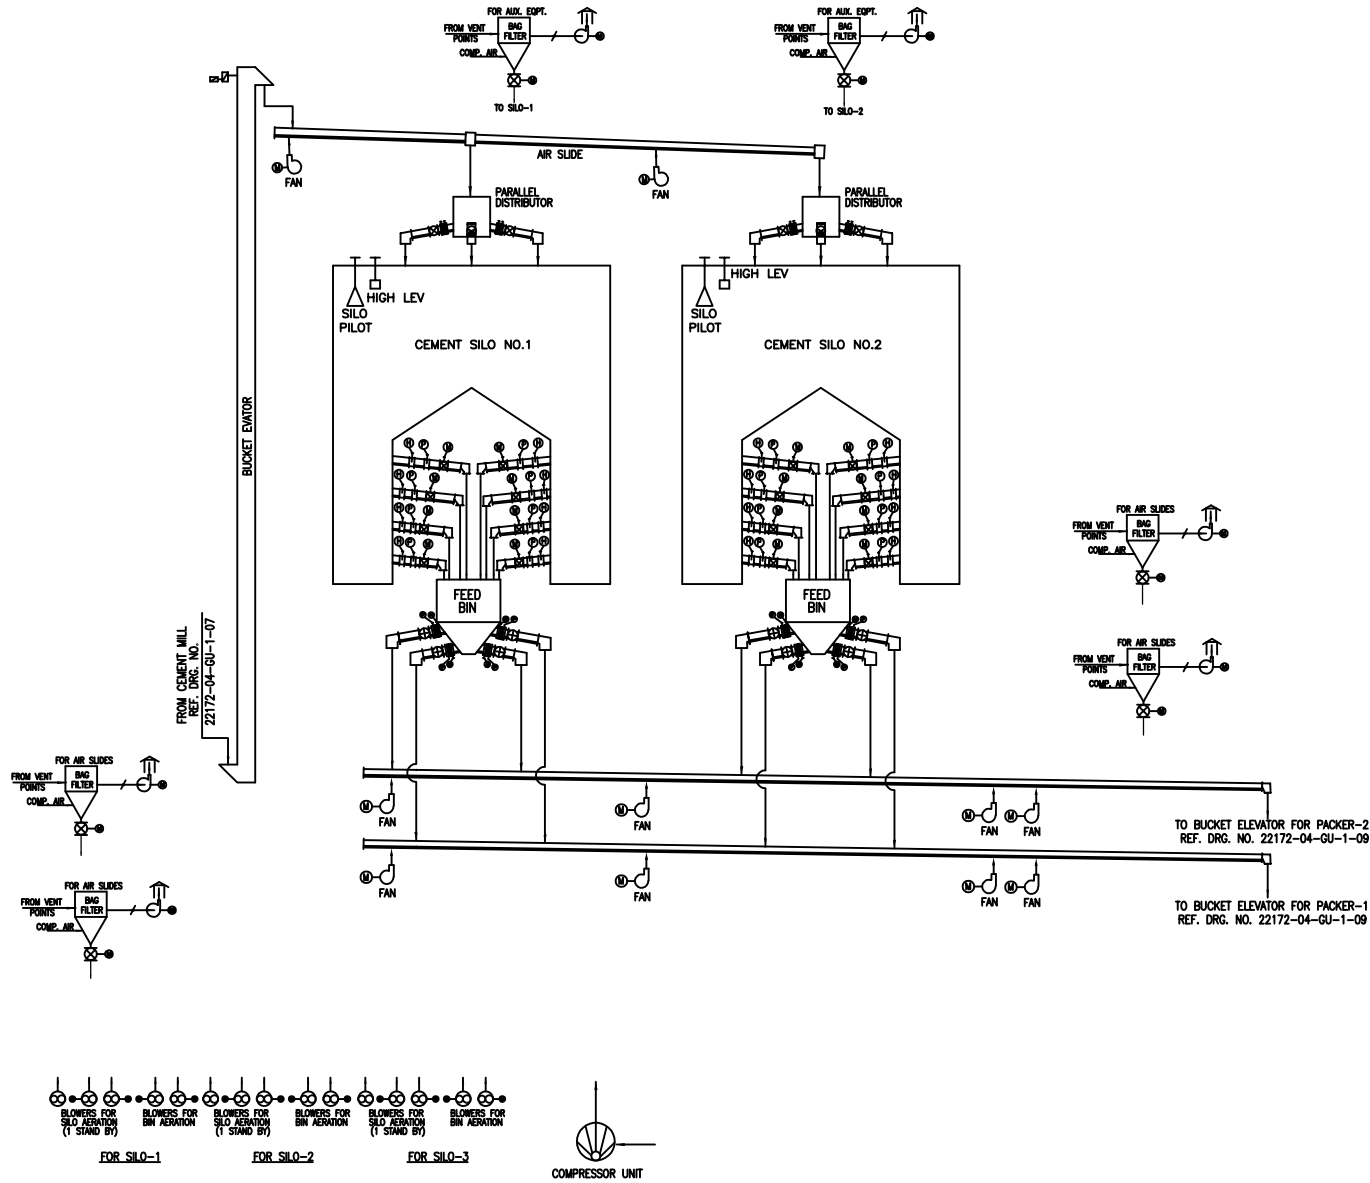 FOR AUX. EQPT.
FROM VENT
POINTS
BAG
FILTER
COMP. AIR
M
M
TO SILO-1
FOR AUX. EQPT.
FROM VENT
POINTS
BAG
FILTER
COMP. AIR
M
M
TO SILO-2
AIR SLIDE
M
FAN
M
FAN
PARALLEL
DISTRIBUTOR
PARALLEL
DISTRIBUTOR
HIGH LEV
SILO
PILOT
CEMENT SILO NO.1
HIGH LEV
SILO
PILOT
CEMENT SILO NO.2
BUCKET EVATOR
H P M M P H
H P M M P H
H P M M P H
H P M M P H
FEED
BIN
H P M M P H
H P M M P H
H P M M P H
H P M M P H
FEED
BIN
FOR AIR SLIDES
FROM VENT
POINTS
BAG
FILTER
COMP. AIR
M
M
FOR AIR SLIDES
FROM VENT
POINTS
BAG
FILTER
COMP. AIR
M
M
FROM CEMENT MILL
REF. DRG. NO.
22172-04-GU-1-07
FOR AIR SLIDES
FROM VENT
POINTS
BAG
FILTER
COMP. AIR
M
M
FOR AIR SLIDES
FROM VENT
POINTS
BAG
FILTER
COMP. AIR
M
M
M
FAN
M
FAN
M
FAN
M
FAN
TO BUCKET ELEVATOR FOR PACKER-2
REF. DRG. NO. 22172-04-GU-1-09
M
FAN
M
FAN
M
FAN
M
FAN
TO BUCKET ELEVATOR FOR PACKER-1
REF. DRG. NO. 22172-04-GU-1-09
BLOWERS FOR
SILO AERATION
(1 STAND BY)
BLOWERS FOR
BIN AERATION
FOR SILO-1
BLOWERS FOR
SILO AERATION
(1 STAND BY)
BLOWERS FOR
BIN AERATION
FOR SILO-2
BLOWERS FOR
SILO AERATION
(1 STAND BY)
BLOWERS FOR
BIN AERATION
FOR SILO-3
COMPRESSOR UNIT